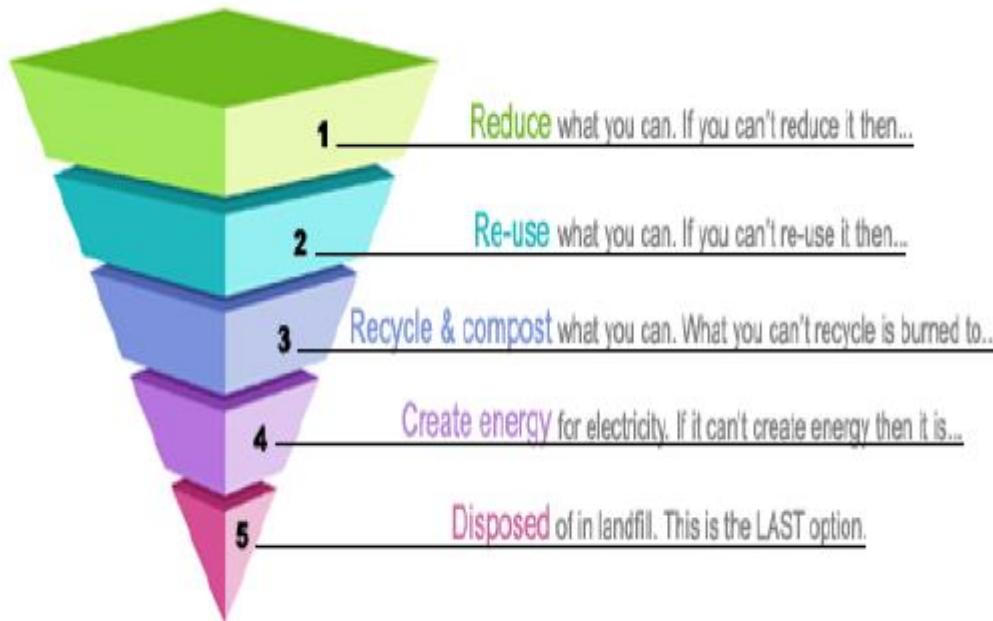 1 Reduce what you can. If you can't reduce it then...
2 Re-use what you can. If you can't re-use it then...
3 Recycle & compost what you can. What you can't recycle is burned to..
4 Create energy for electricity. If it can't create energy then it is...
5 Disposed of in landfill. This is the LAST option.